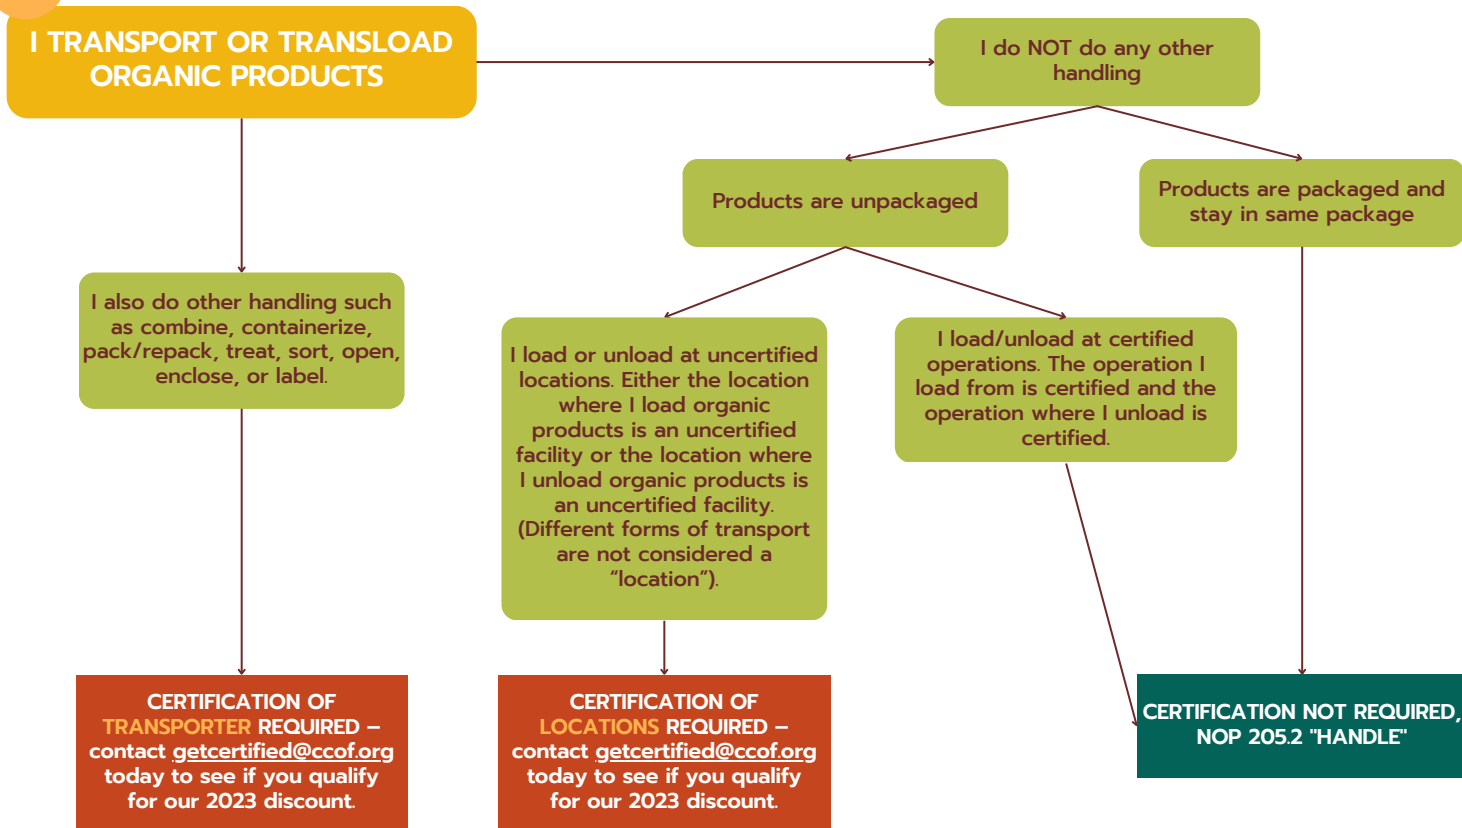 I TRANSPORT OR TRANSLOAD
ORGANIC PRODUCTS
I do NOT do any other
handling
Products are unpackaged
Products are packaged and
stay in same package
I also do other handling such
as combine, containerize,
pack/repack, treat, sort, open,
enclose, or label.
I load or unload at uncertified
locations. Either the location
where I load organic
products is an uncertified
facility or the location where
I unload organic products is
an uncertified facility.
(Different forms of transport
are not considered a
“location”).
I load/unload at certified
operations. The operation I
load from is certified and the
operation where I unload is
certified.
CERTIFICATION OF
TRANSPORTER REQUIRED –
contact getcertified@ccof.org
today to see if you qualify
for our 2023 discount.
CERTIFICATION OF
LOCATIONS REQUIRED –
contact getcertified@ccof.org
today to see if you qualify
for our 2023 discount.
CERTIFICATION NOT REQUIRED,
NOP 205.2 "HANDLE"